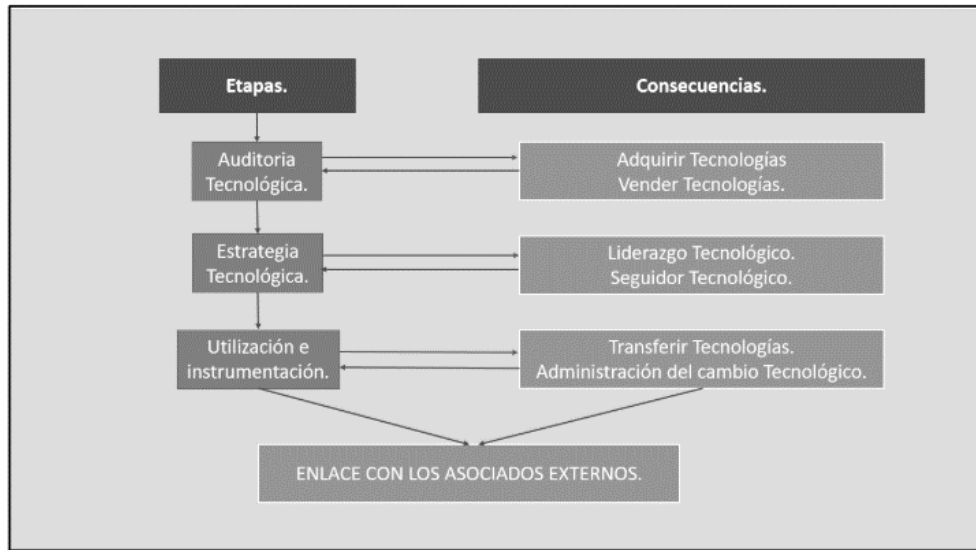 Etapas.
Consecuencias.
Auditoria
Tecnológica.
Adquirir Tecnologías
Vender Tecnologías.
Estrategia
Tecnológica.
Liderazgo Tecnológico.
Seguidor Tecnológico.
Utilización e
instrumentación.
Transferir Tecnologías.
Administración del cambio Tecnológico.
ENLACE CON LOS ASOCIADOS EXTERNOS.